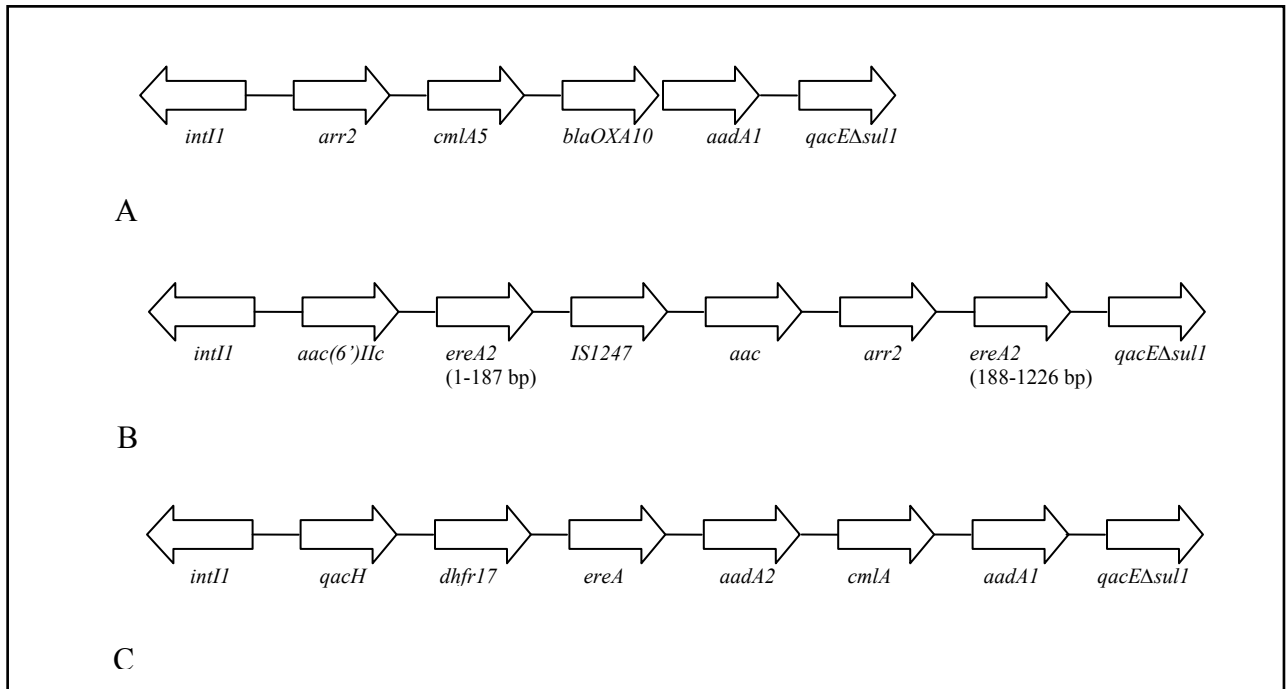 intI1 arr2 cmlA5 blaOXA10 aadA1 qacEΔsul1
A
intI1 aac(6’)IIc ereA2 IS1247 aac arr2 ereA2 qacEΔsul1
(1-187 bp) (188-1226 bp)
B
intI1 qacH dhfr17 ereA aadA2 cmlA aadA1 qacEΔsul1
C